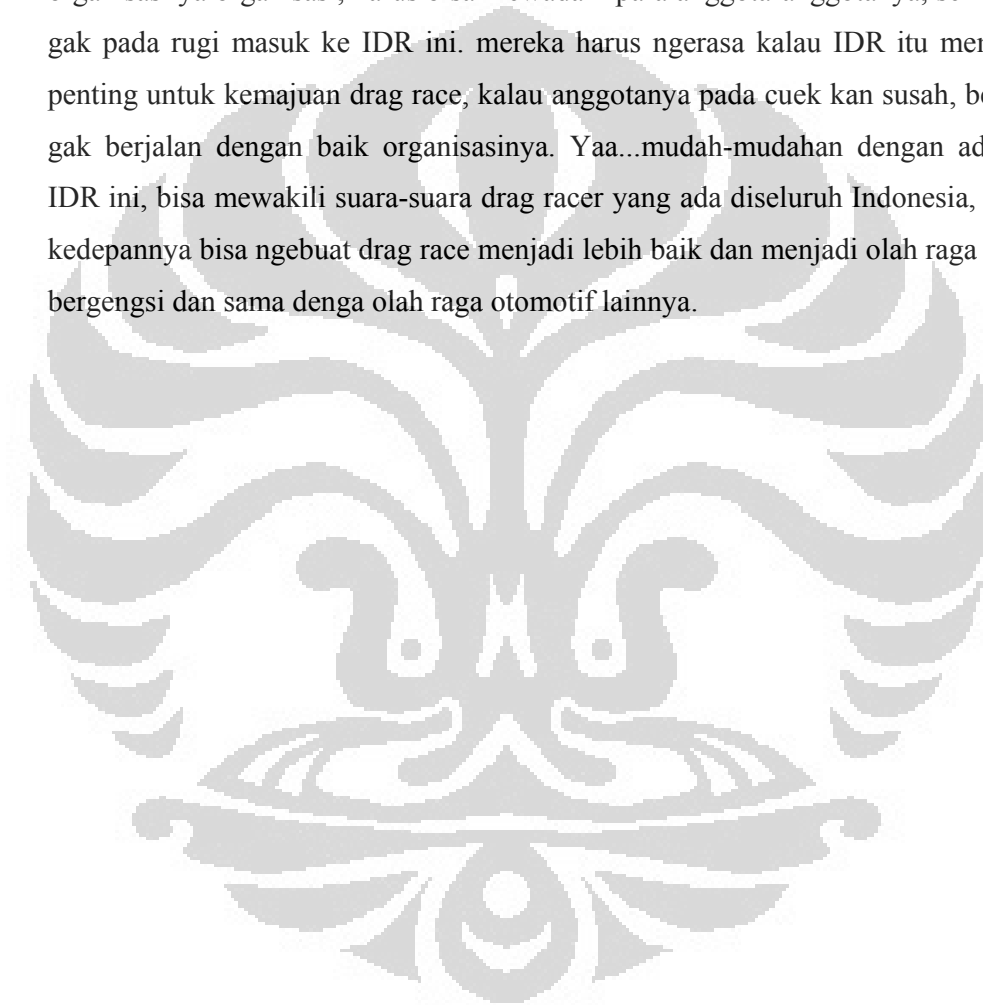 gak pada rugi masuk ke IDR ini. mereka harus ngerasa kalau IDR itu
penting untuk kemajuan drag race, kalau anggotanya pada cuek kan susah,
gak berjalan dengan baik organisasinya. Yaa...mudah-mudahan dengan
IDR ini, bisa mewakili suara-suara drag racer yang ada diseluruh Indonesia,
kedepannya bisa ngebuat drag race menjadi lebih baik dan menjadi olah raga
bergengsi dan sama denga olah raga otomotif lainnya.